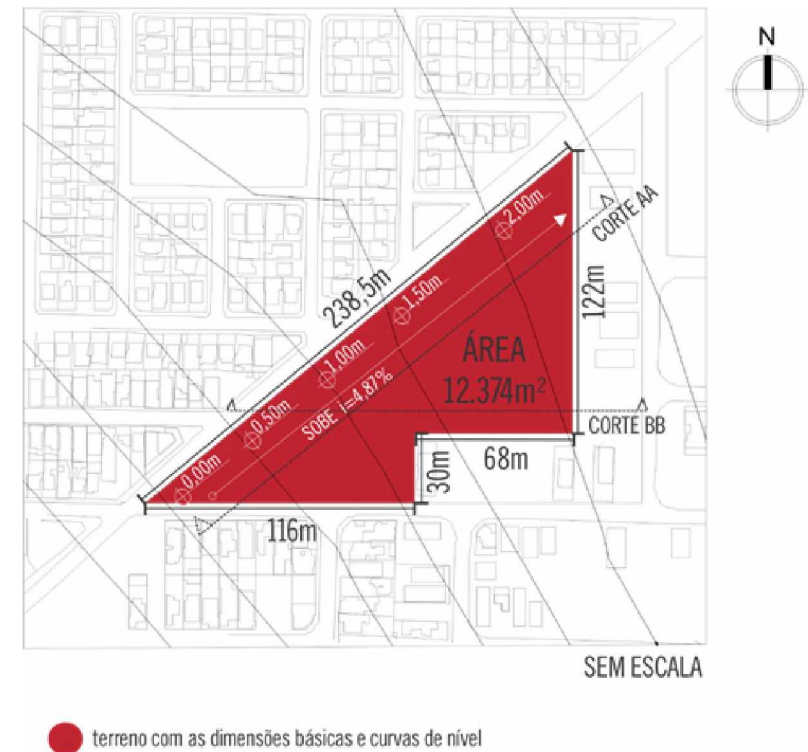 N
2,00m
CORTE AA
238,5m
1,50m
122m
1,00m
ÁREA
12.374m²
SOBE i=4,87%
0,50m
CORTE BB
68m
0,00m
30m
116m
SEM ESCALA
terreno com as dimensões básicas e curvas de nível